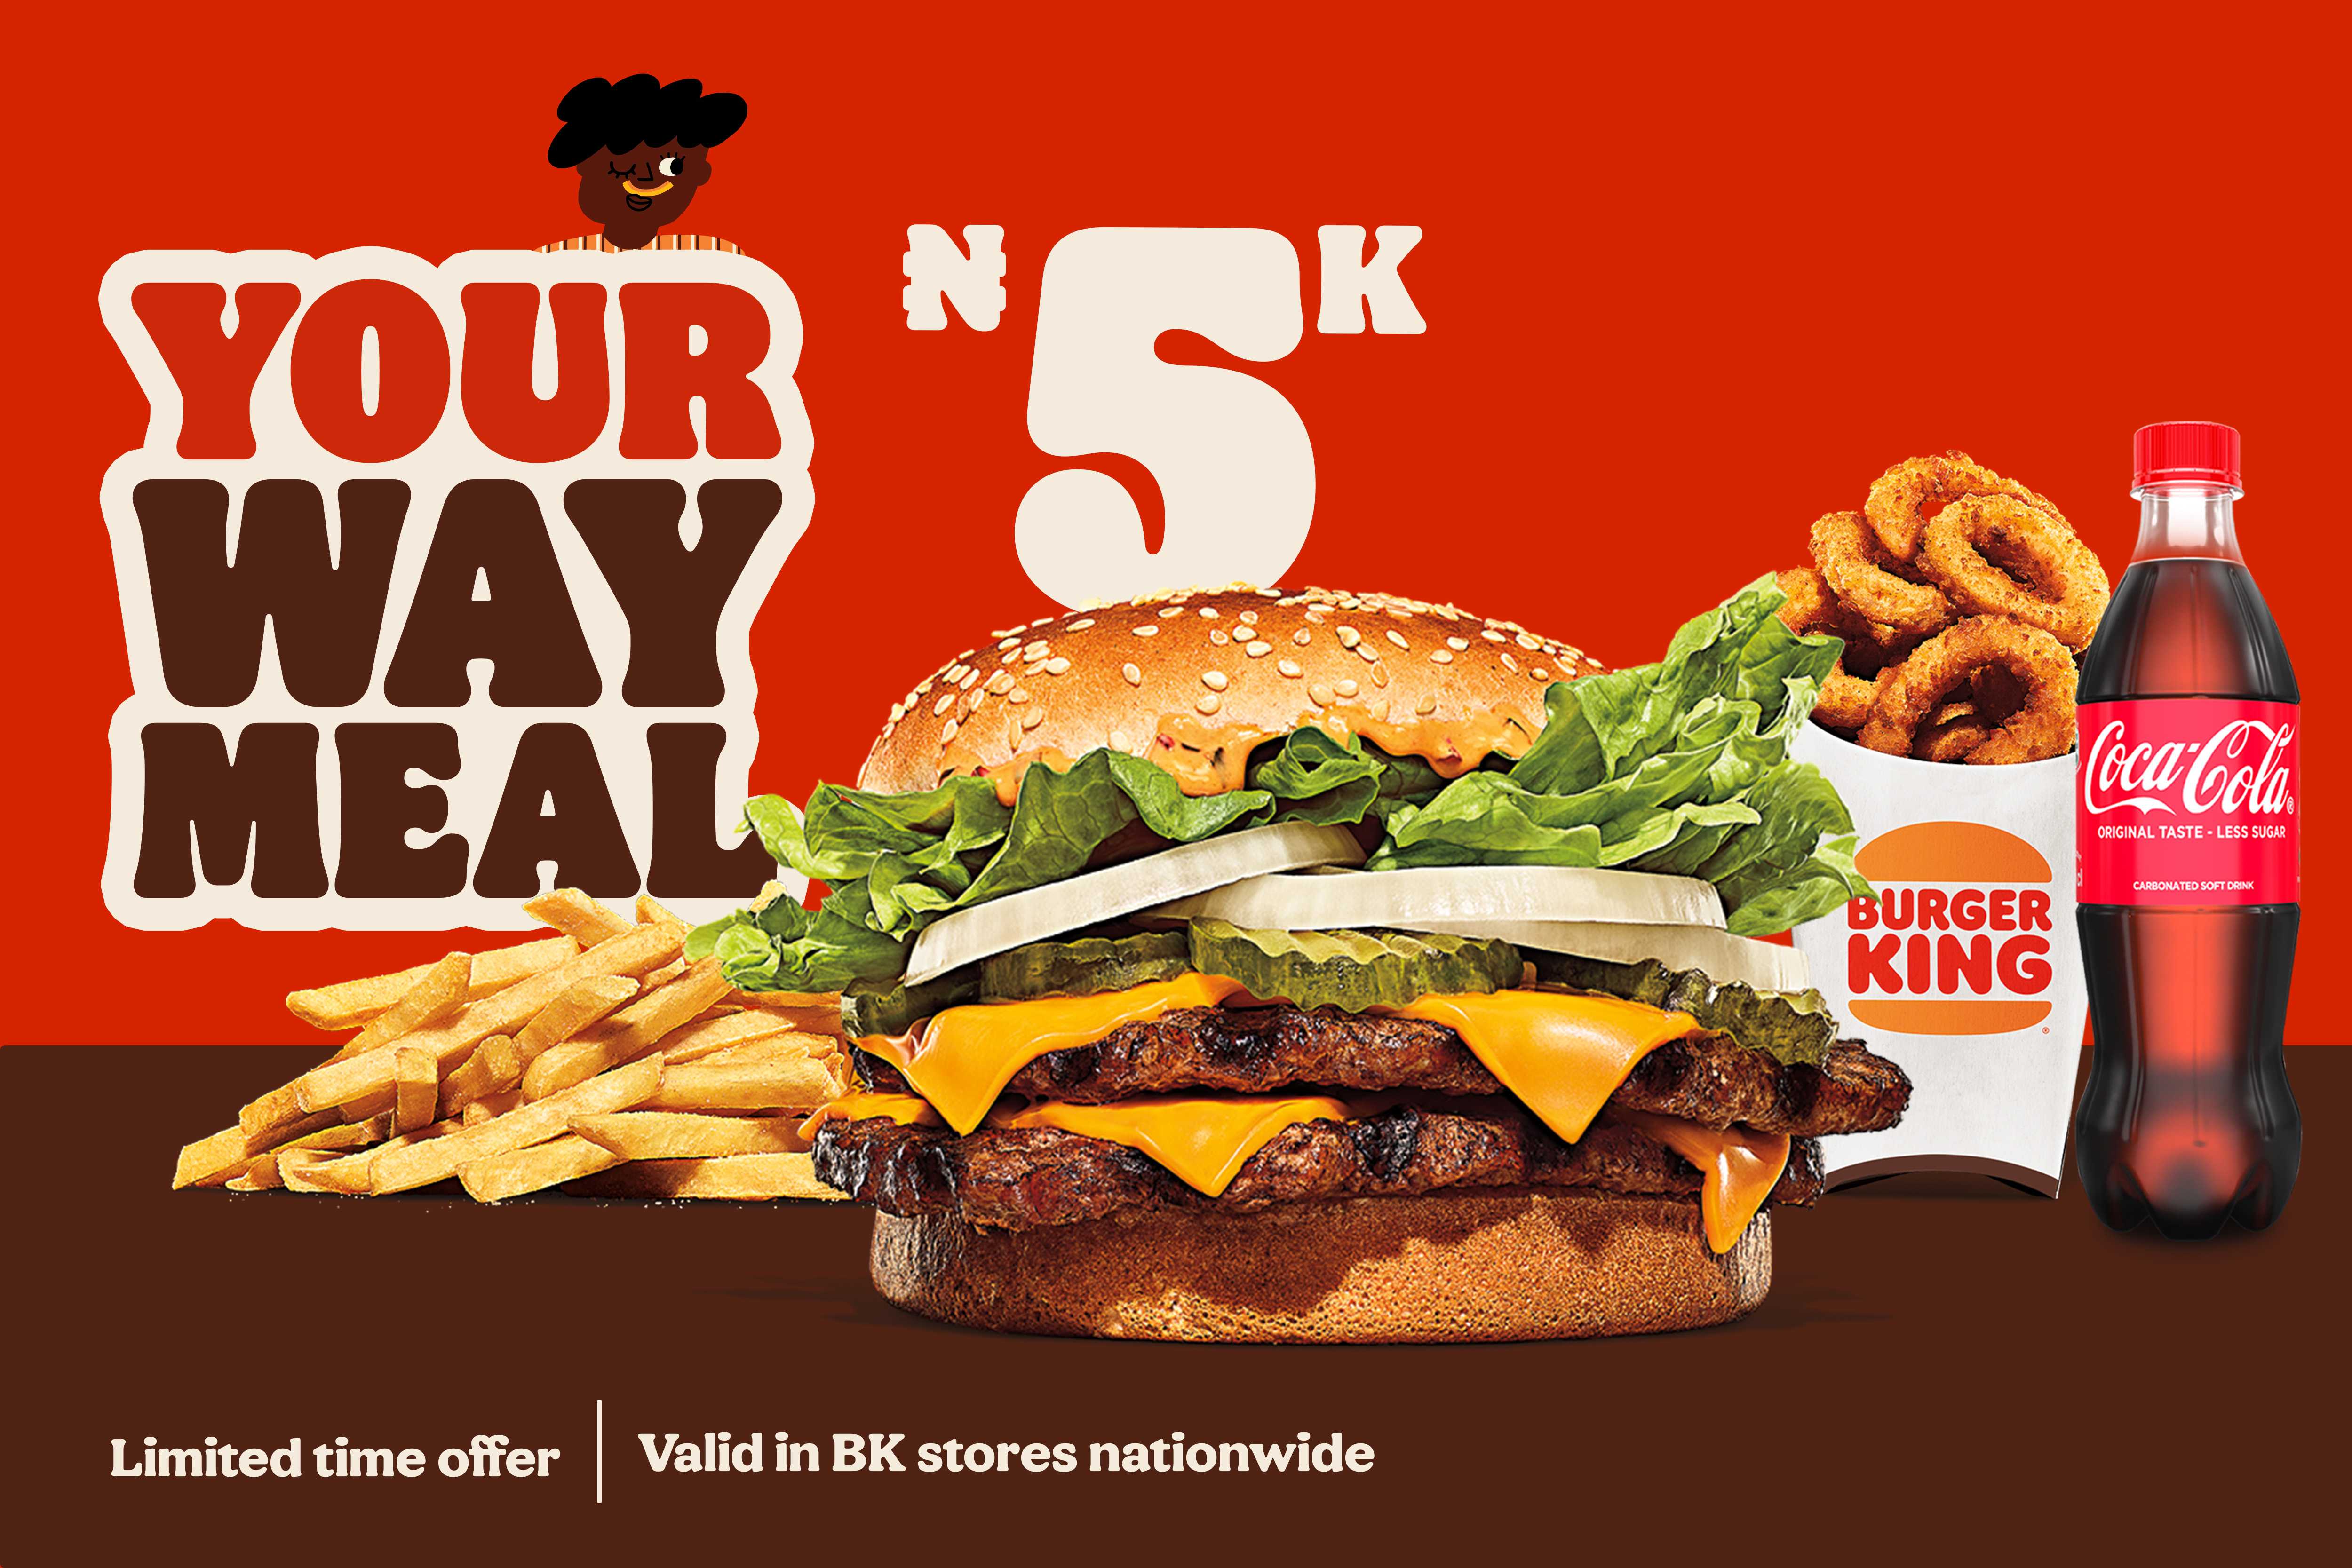 YOUR
WAY
MEAL
₦5K
Coca-Cola®
ORIGINAL TASTE - LESS SUGAR
CARBONATED SOFT DRINK
BURGER
KING
®
Limited time offer
Valid in BK stores nationwide